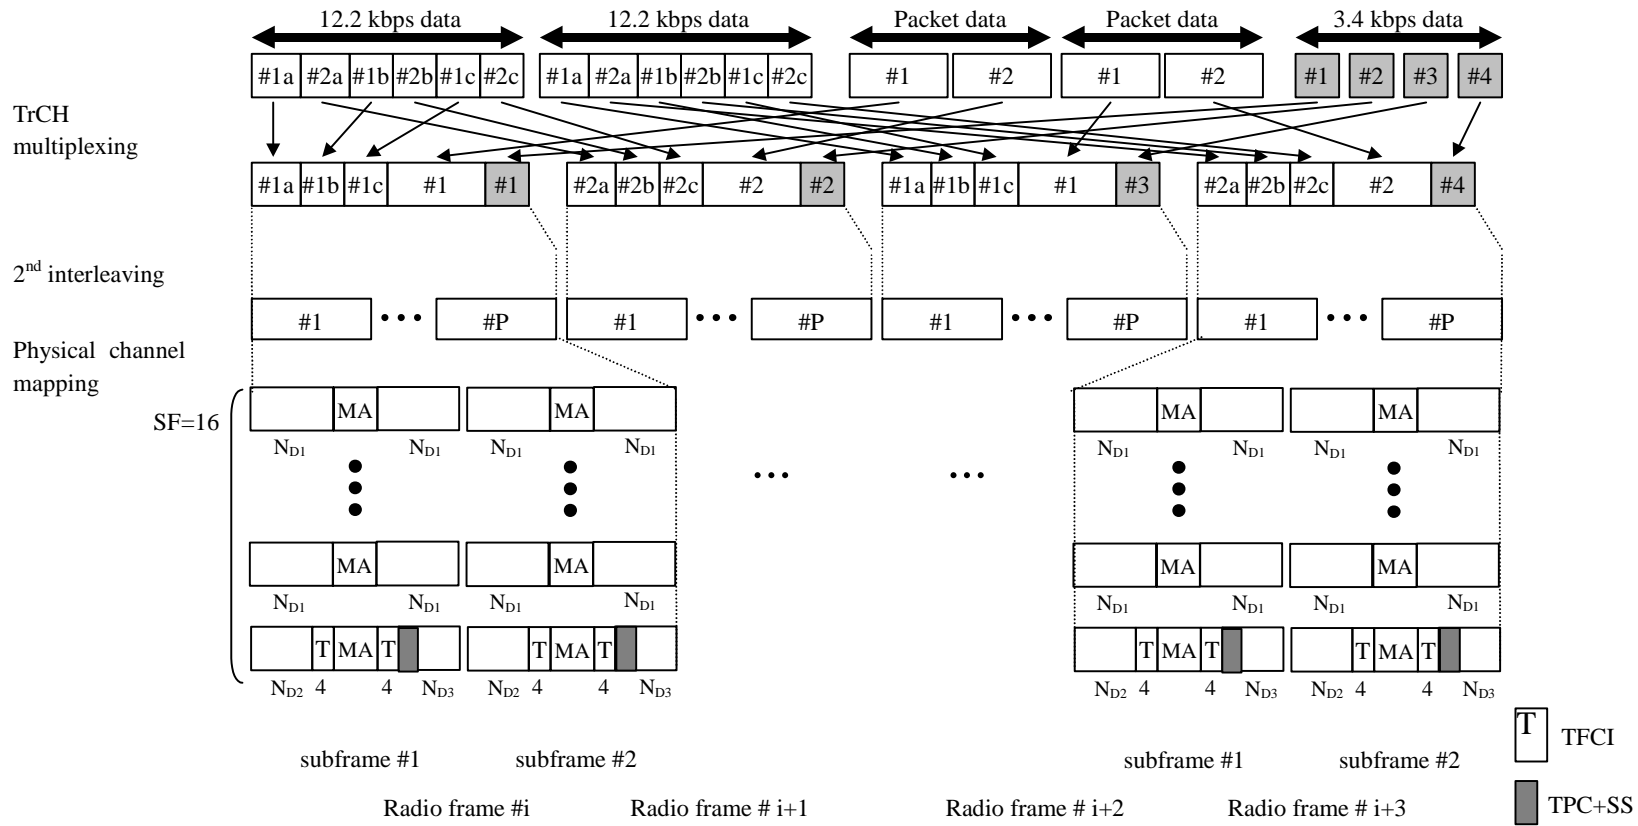 12.2 kbps data 12.2 kbps data Packet data Packet data 3.4 kbps data
#1a #2a #1b #2b #1c #2c #1a #2a #1b #2b #1c #2c #1 #2 #1 #2 #1 #2 #3 #4
TrCH
multiplexing
#1a #1b #1c #1 #1 #2a #2b #2c #2 #2 #1a #1b #1c #1 #3 #2a #2b #2c #2 #4
2nd interleaving
#1 ••• #P #1 ••• #P #1 ••• #P #1 ••• #P
Physical channel
mapping
SF=16
MA MA MA MA
ND1 ND1 ND1 ND1 ND1 ND1 ND1 ND1
... ...
MA MA MA MA
ND1 ND1 ND1 ND1 ND1 ND1
T MA T T MA T T MA T T MA T
ND2 4 4 ND3 ND2 4 4 ND3 ND2 4 4 ND3 ND2 4 4 ND3
T TFCI
subframe #1 subframe #2 subframe #1 subframe #2
Radio frame #i Radio frame # i+1 Radio frame # i+2 Radio frame # i+3
TPC+SS